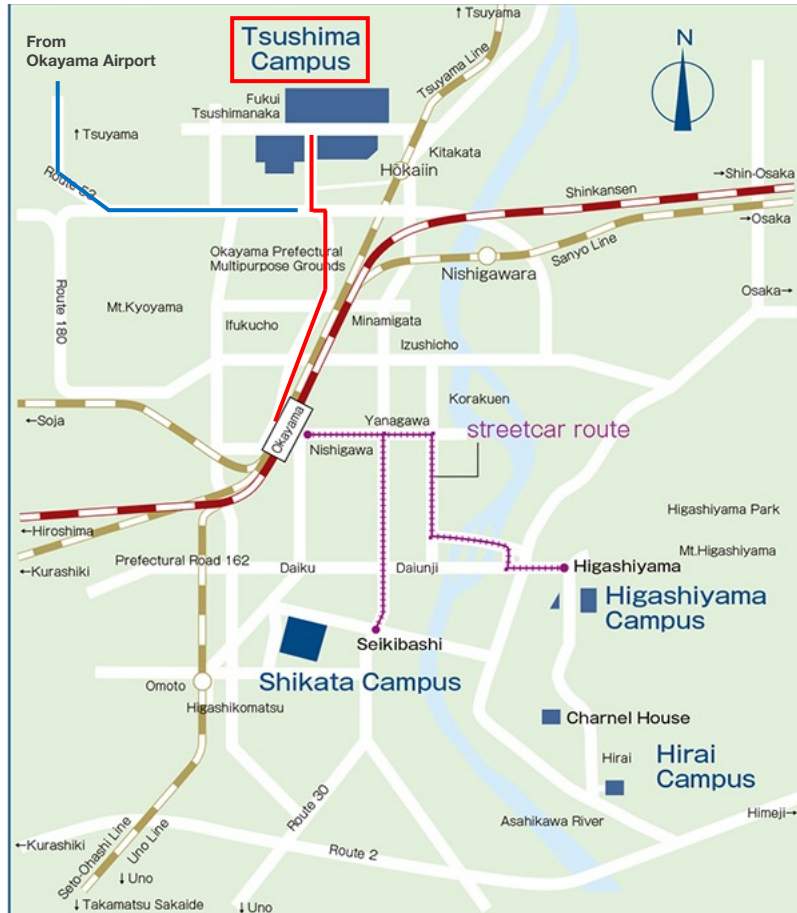 ↑Tsuyama
From
Okayama Airport
Tsushima
Campus
N
Tsuyama Line
Fukui
Tsushimanaka
↑Tsuyama
Kitakata
Hokaiin
Route 53
→Shin-Osaka
Shinkansen
→Osaka
Sanyo Line
Okayama Prefectural
Multipurpose Grounds
Nishigawara
Route 180
Osaka→
Mt.Kyoyama
Ifukucho
Minamigata
Izushicho
Korakuen
←Soja
Okayama
Yanagawa
streetcar route
Nishigawa
Higashiyama Park
←Hiroshima
Mt.Higashiyama
Prefectural Road 162
←Kurashiki
Daiku
Daiunji
Higashiyama
Higashiyama
Campus
Seikibashi
Shikata Campus
Omoto
Higashikomatsu
Charnel House
Hirai
Hirai
Campus
Route 30
Himeji→
Asahikawa River
Seto-Ohashi Line
Uno Line
←Kurashiki
Route 2
↓Uno
↓Takamatsu Sakaide
↓Uno